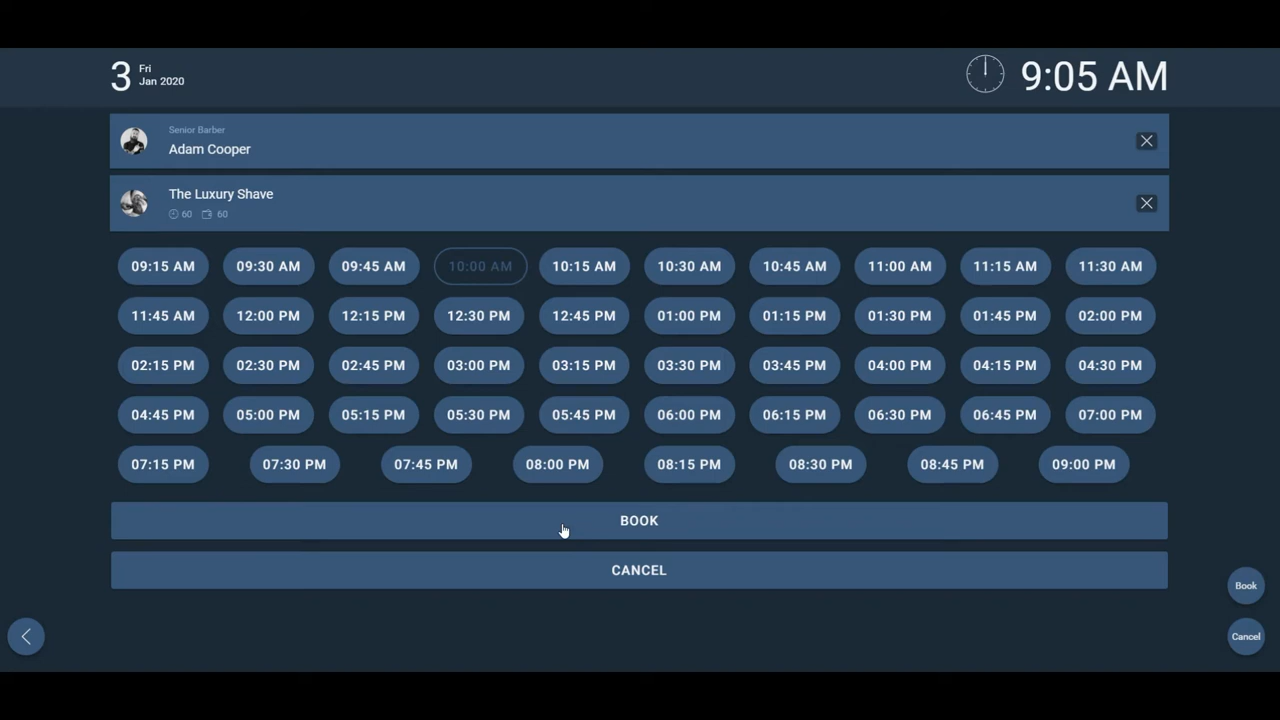 3 Fri
Jan 2020
9:05 AM
Senior Barber
Adam Cooper
The Luxury Shave
60 60
09:15 AM 09:30 AM 09:45 AM 10:00 AM 10:15 AM 10:30 AM 10:45 AM 11:00 AM 11:15 AM 11:30 AM
11:45 AM 12:00 PM 12:15 PM 12:30 PM 12:45 PM 01:00 PM 01:15 PM 01:30 PM 01:45 PM 02:00 PM
02:15 PM 02:30 PM 02:45 PM 03:00 PM 03:15 PM 03:30 PM 03:45 PM 04:00 PM 04:15 PM 04:30 PM
04:45 PM 05:00 PM 05:15 PM 05:30 PM 05:45 PM 06:00 PM 06:15 PM 06:30 PM 06:45 PM 07:00 PM
07:15 PM 07:30 PM 07:45 PM 08:00 PM 08:15 PM 08:30 PM 08:45 PM 09:00 PM
BOOK
CANCEL
Book
Cancel